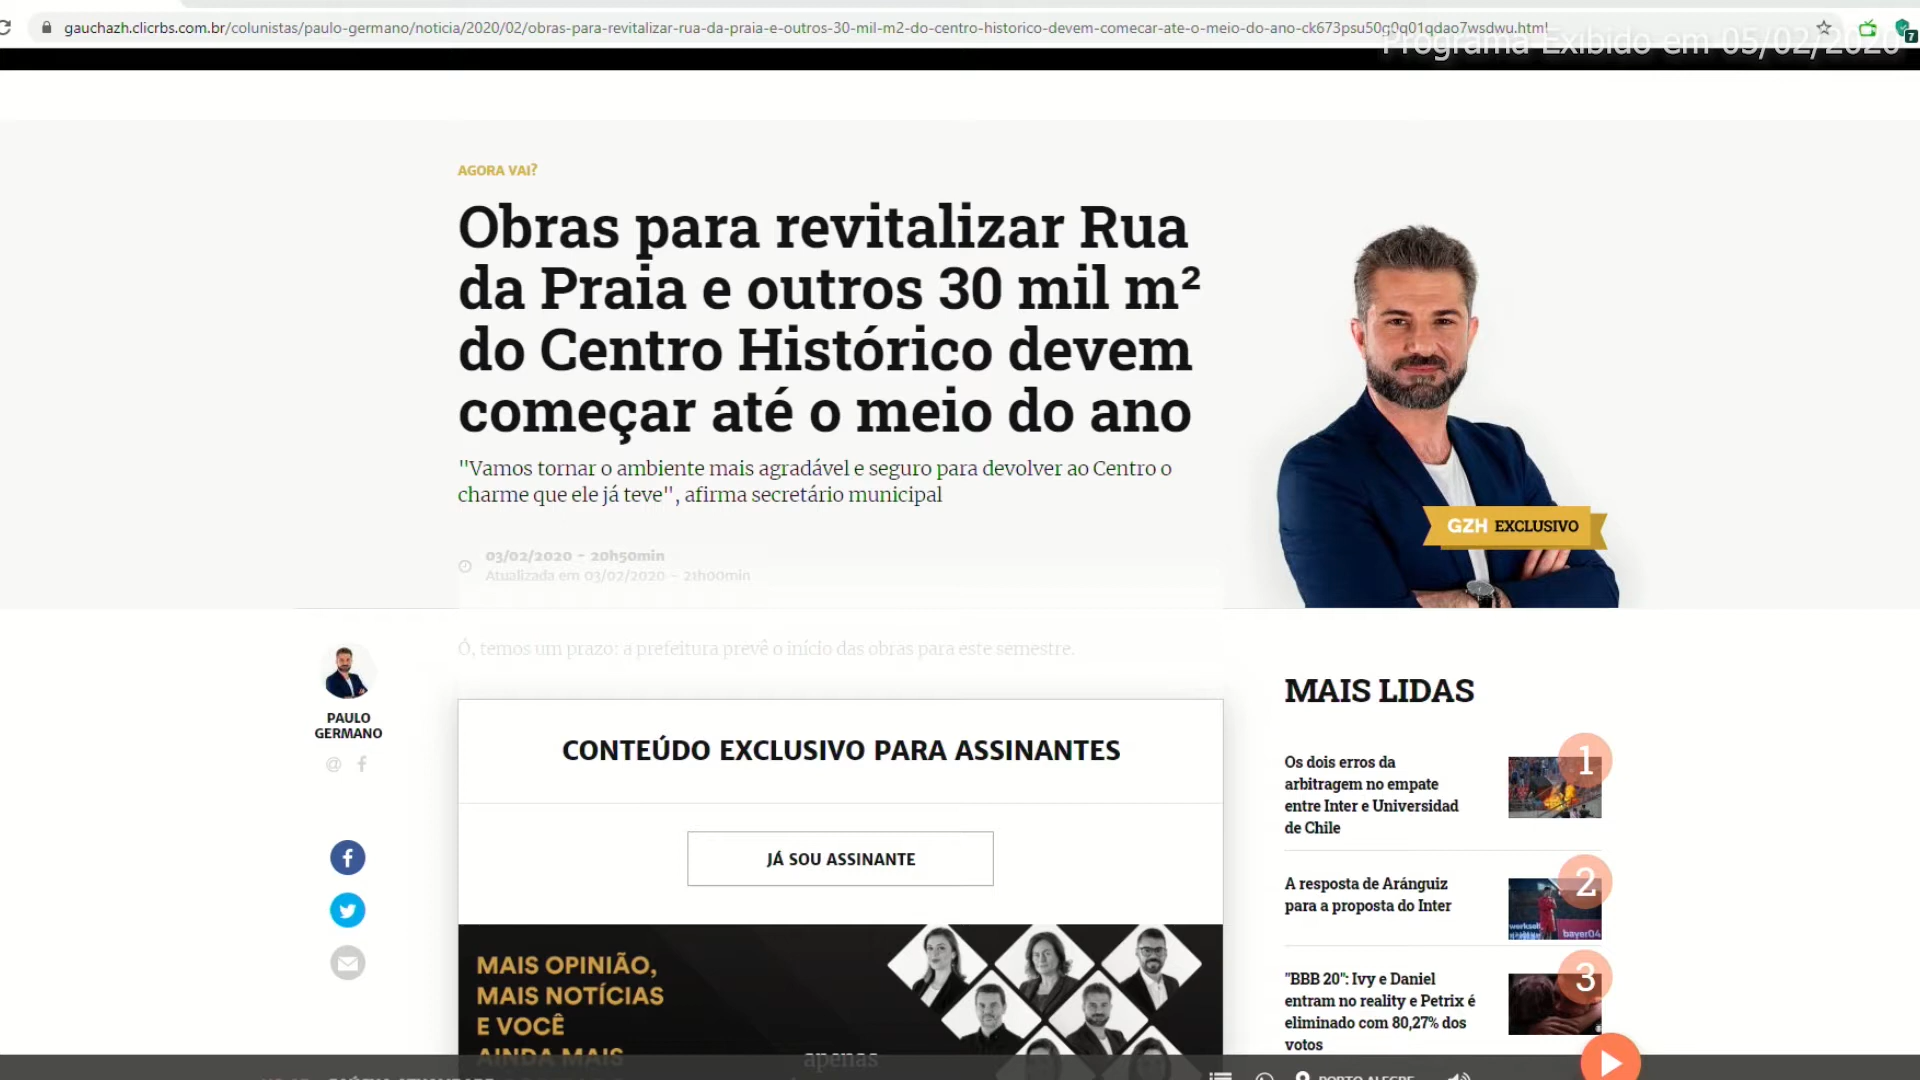 gauchazh.clicrbs.com.br/colunistas/paulo-germano/noticia/2020/02/obras-para-revitalizar-rua-da-praia-e-outros-30-mil-m2-do-centro-historico-devem-comecar-ate-o-meio-do-ano-ck673psu50g0q01qdao7wsdwu.html
7
Programa Exibido em 05/02/2020
AGORA VAI?
Obras para revitalizar Rua
da Praia e outros 30 mil m²
do Centro Histórico devem
começar até o meio do ano
"Vamos tornar o ambiente mais agradável e seguro para devolver ao Centro o
charme que ele já teve", afirma secretário municipal
GZH EXCLUSIVO
03/02/2020 - 20h50min
Atualizada em 03/02/2020 - 21h00min
Ó, temos um prazo: a prefeitura prevê o início das obras para este semestre.
PAULO
GERMANO
CONTEÚDO EXCLUSIVO PARA ASSINANTES
JÁ SOU ASSINANTE
MAIS OPINIÃO,
MAIS NOTÍCIAS
E VOCÊ
AINDA MAIS
apenas
MAIS LIDAS
Os dois erros da
arbitragem no empate
entre Inter e Universidad
de Chile
1
A resposta de Aránguiz
para a proposta do Inter
2
bayer04
"BBB 20": Ivy e Daniel
entram no reality e Petrix é
eliminado com 80,27% dos
votos
3
PORTO ALEGRE